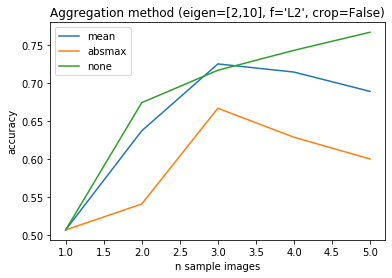 Aggregation method (eigen=[2,10], f='L2', crop=False)
mean
absmax
none
accuracy
0.75
0.70
0.65
0.60
0.55
0.50
1.0 1.5 2.0 2.5 3.0 3.5 4.0 4.5 5.0
n sample images